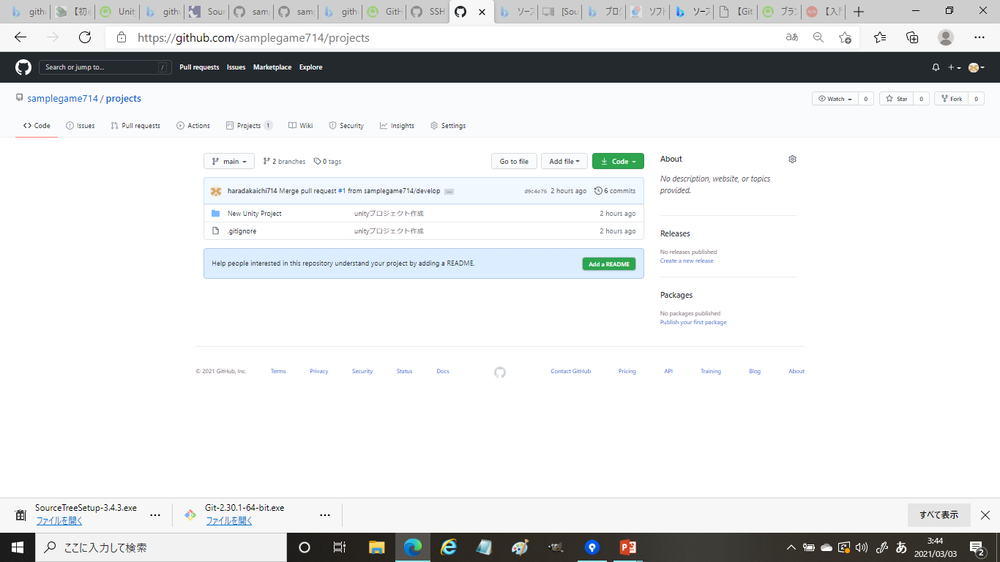 githu
【初心
Unit
githu
Sour
samp
samp
githu
GitH
SSH
ソース
[Sou
ブログ
ソフト
ソース
【Git
ブラン
【入門
https://github.com/samplegame714/projects
Search or jump to... /
Pull requests Issues Marketplace Explore
samplegame714 / projects
Watch 0 Star 0 Fork 0
Code Issues Pull requests Actions Projects 1 Wiki Security Insights Settings
main 2 branches 0 tags Go to file Add file Code
haradakaichi714 Merge pull request #1 from samplegame714/develop ... d9c4e76 2 hours ago 6 commits
New Unity Project unityプロジェクト作成 2 hours ago
.gitignore unityプロジェクト作成 2 hours ago
Help people interested in this repository understand your project by adding a README. Add a README
About
No description, website, or topics
provided.
Releases
No releases published
Create a new release
Packages
No packages published
Publish your first package
© 2021 GitHub, Inc. Terms Privacy Security Status Docs Contact GitHub Pricing API Training Blog About
SourceTreeSetup-3.4.3.exe
ファイルを開く
Git-2.30.1-64-bit.exe
ファイルを開く
すべて表示
ここに入力して検索
あ
3:44
2021/03/03
2